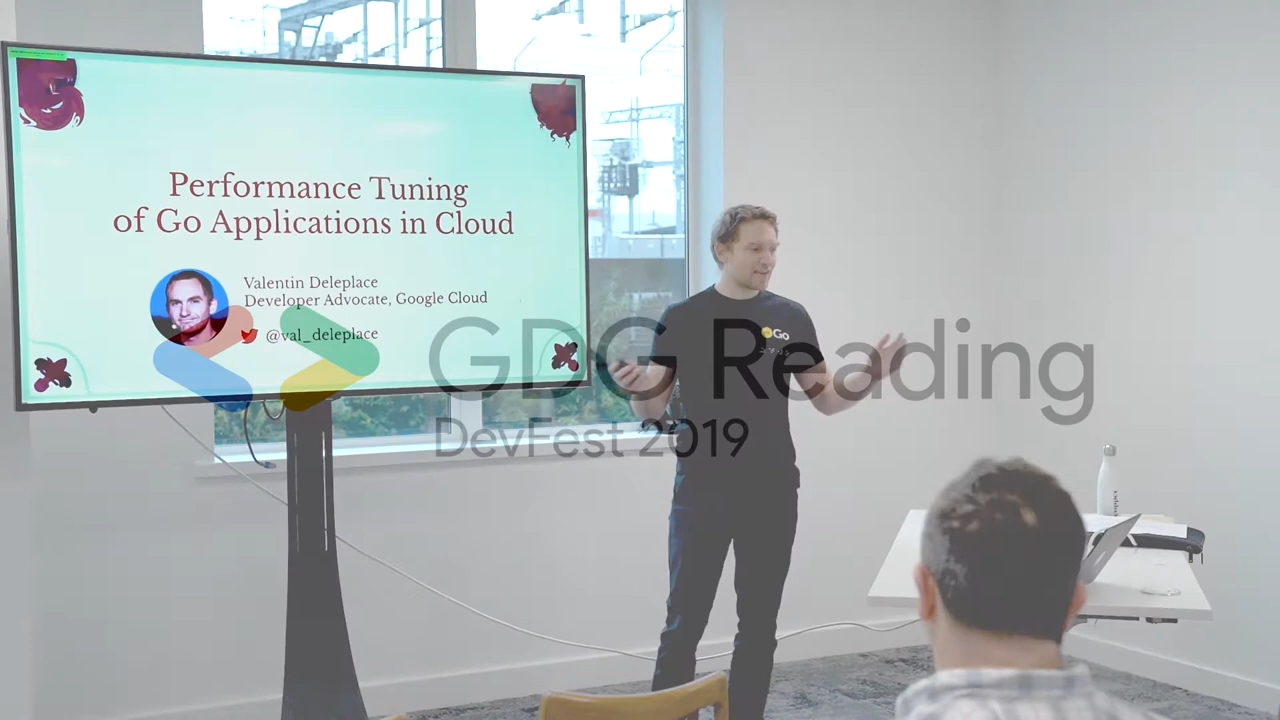 Performance Tuning
of Go Applications in Cloud
Valentin Deleplace
Developer Advocate, Google Cloud
@val_deleplace
Go
GDG Reading
DevFest 2019